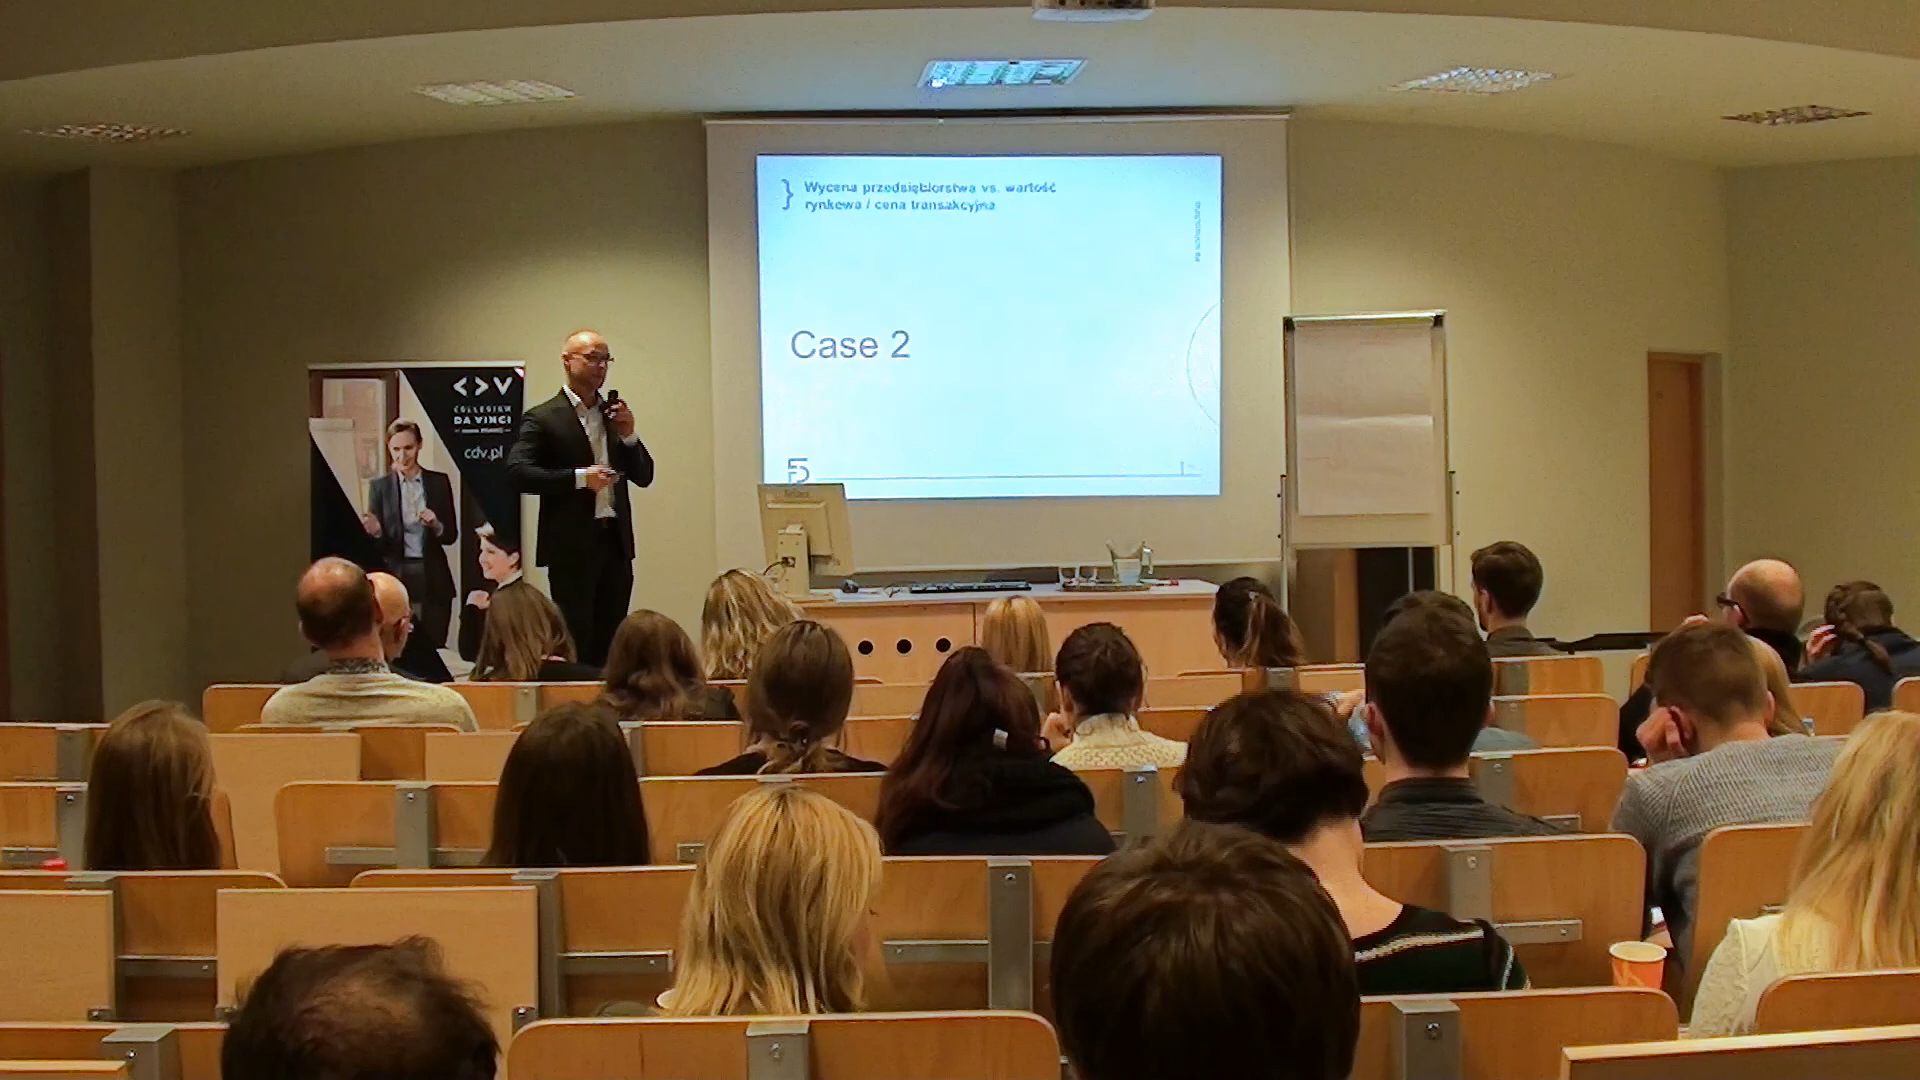 } Wycena przedsiębiorstwa vs. wartość
rynkowa / cena transakcyjna
Case 2
COLLEGIUM
DA VINCI
cdv.pl